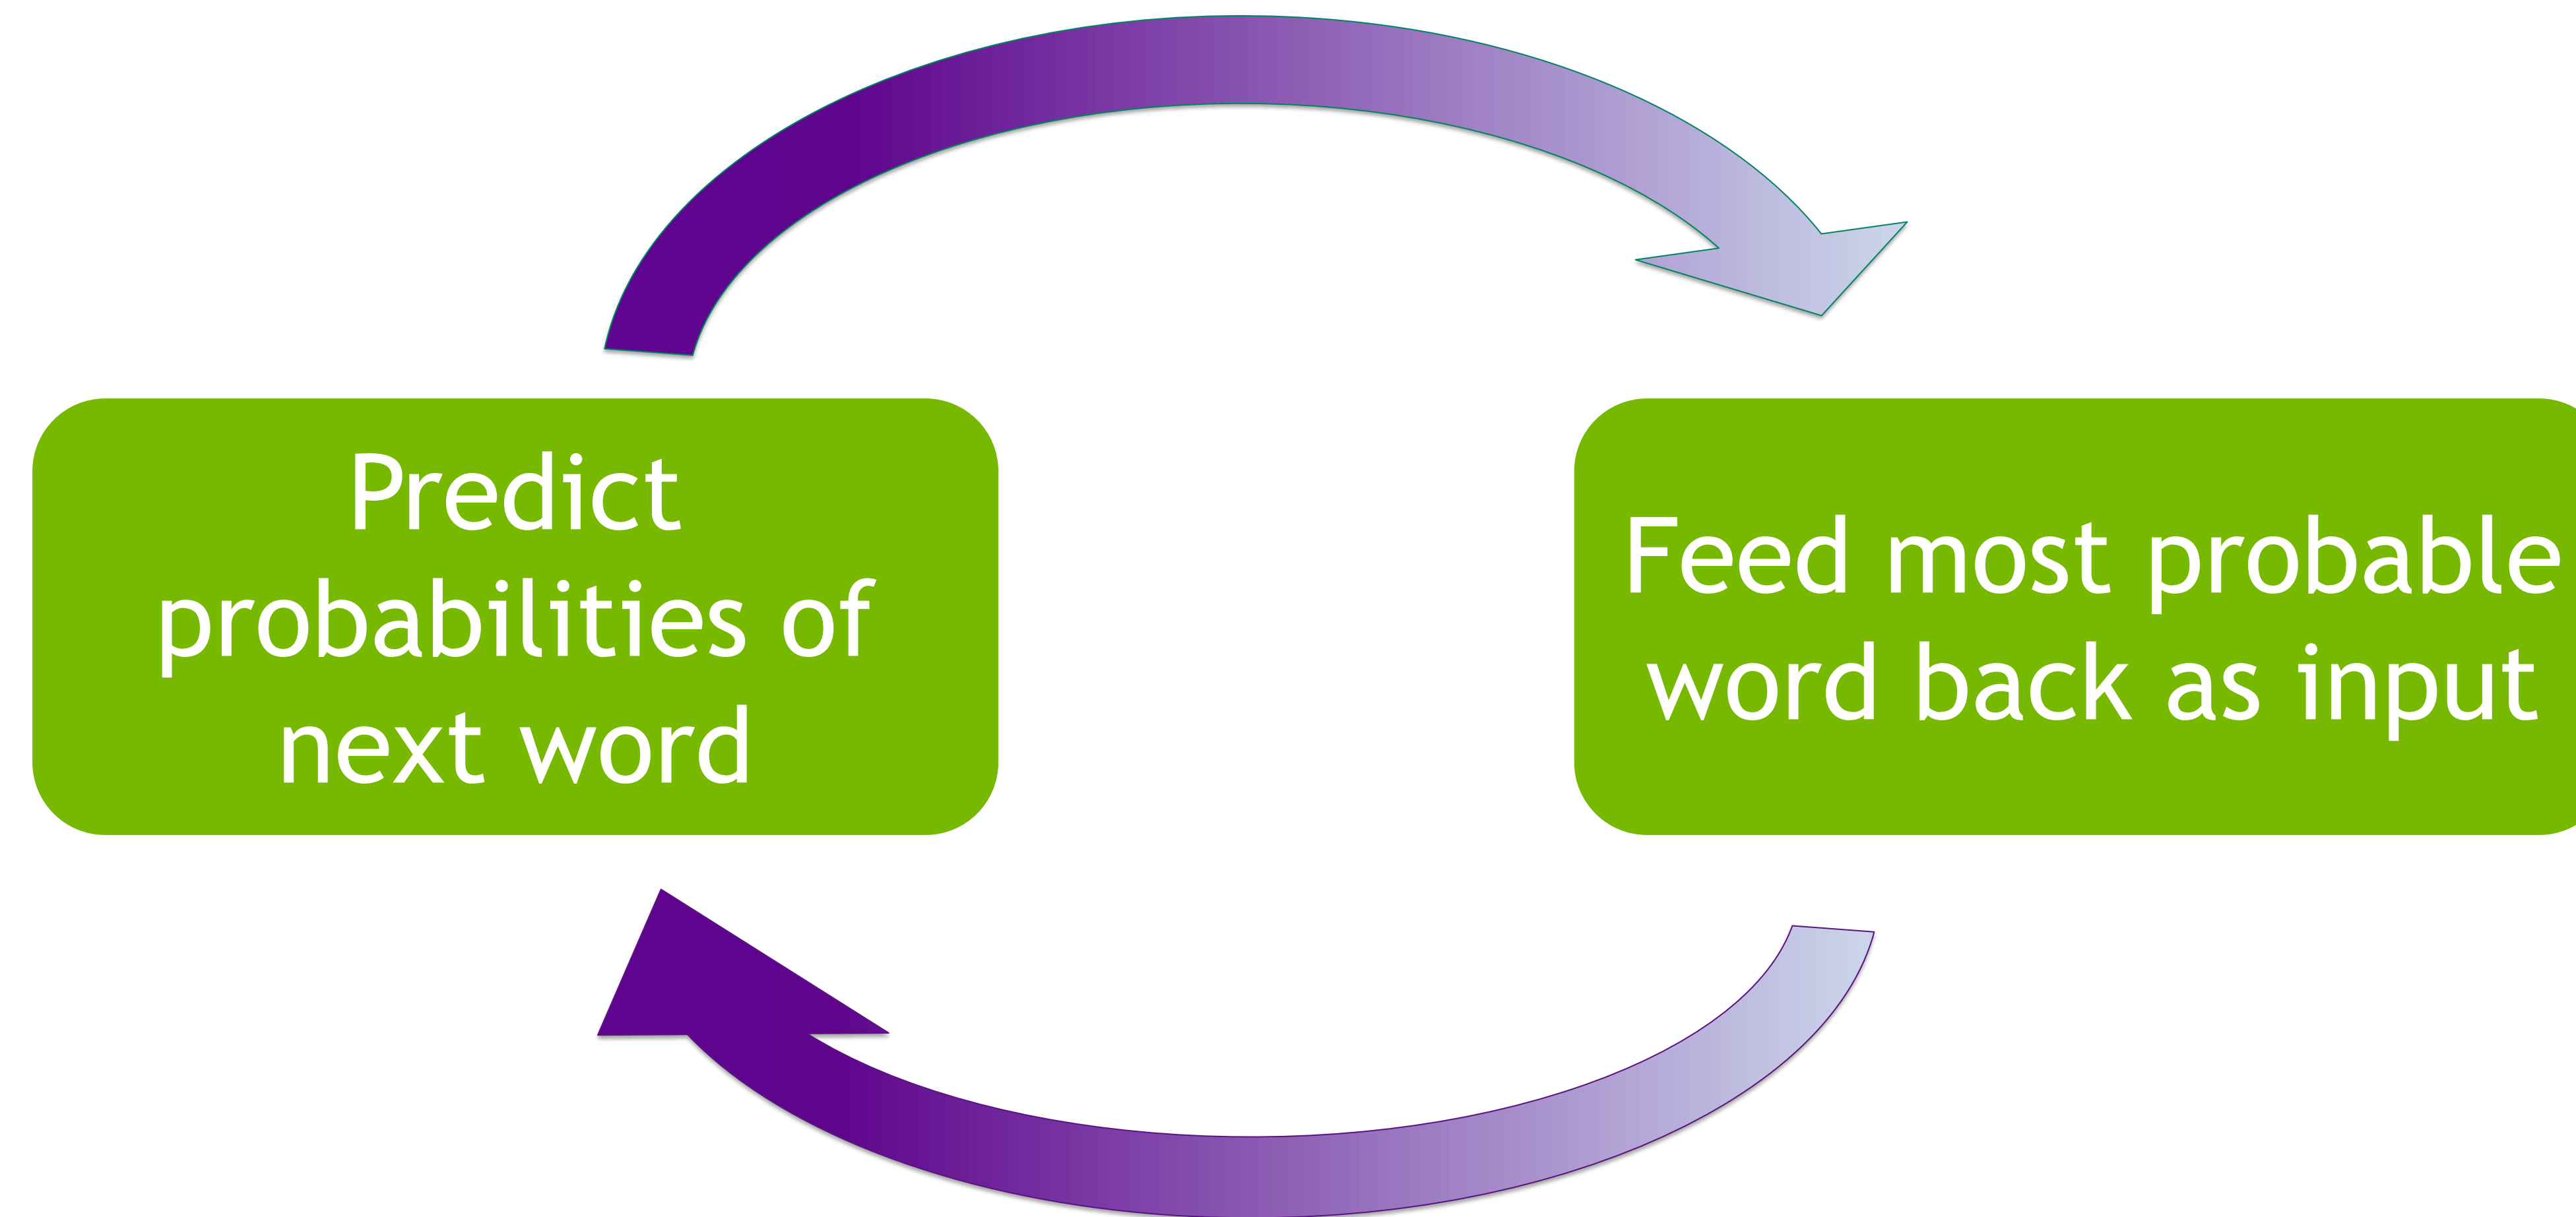 Predict
probabilities of
next word
Feed most probable
word back as input